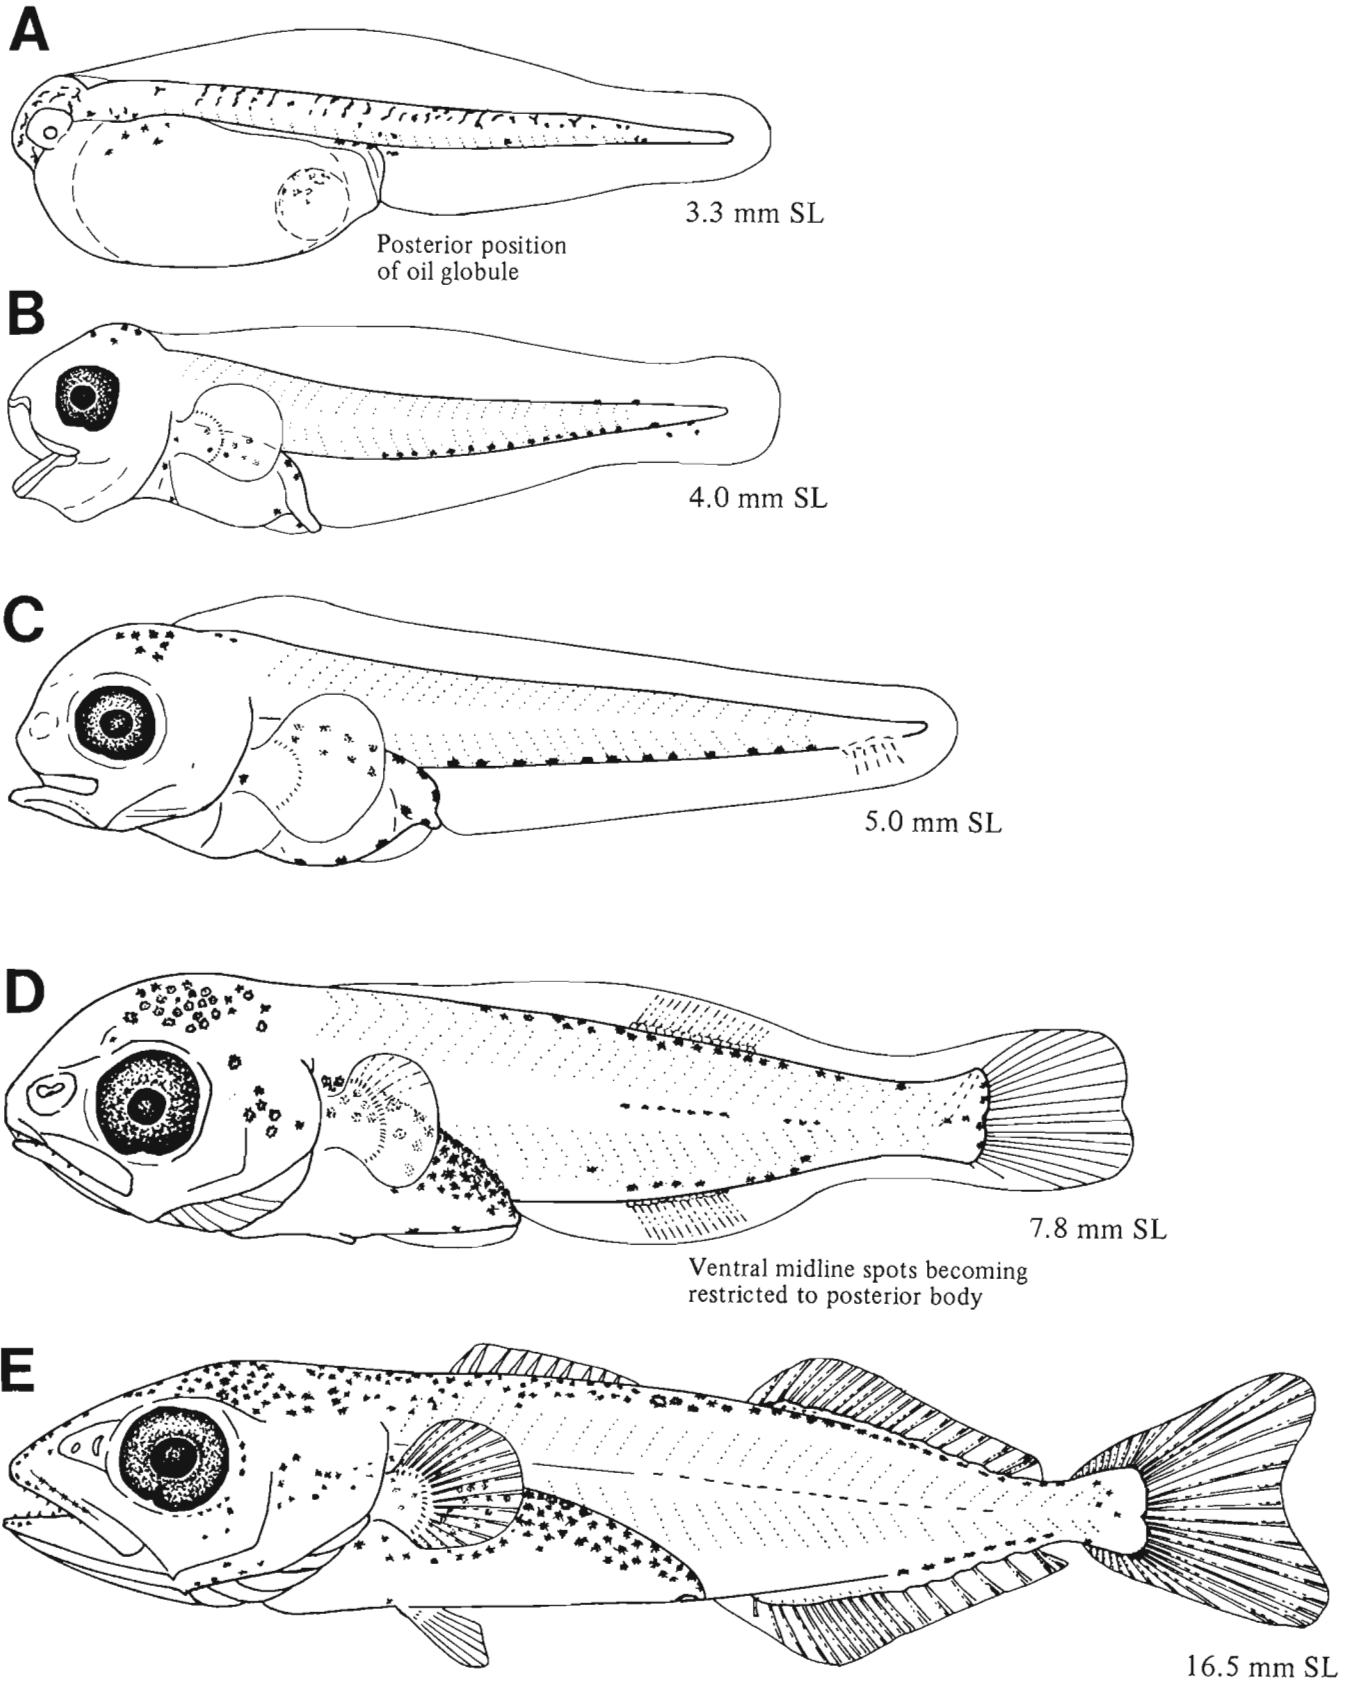 A
3.3 mm SL
Posterior position
of oil globule
B
4.0 mm SL
C
5.0 mm SL
D
7.8 mm SL
Ventral midline spots becoming
restricted to posterior body
E
16.5 mm SL